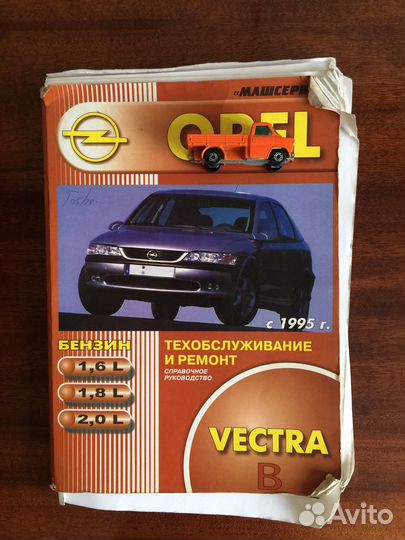 «МАШСЕРВ
OPEL
с 1995 г.
БЕНЗИН
1,6 L
1,8 L
2,0 L
ТЕХОБСЛУЖИВАНИЕ
И РЕМОНТ
СПРАВОЧНОЕ
РУКОВОДСТВО
VECTRA
B
Avito